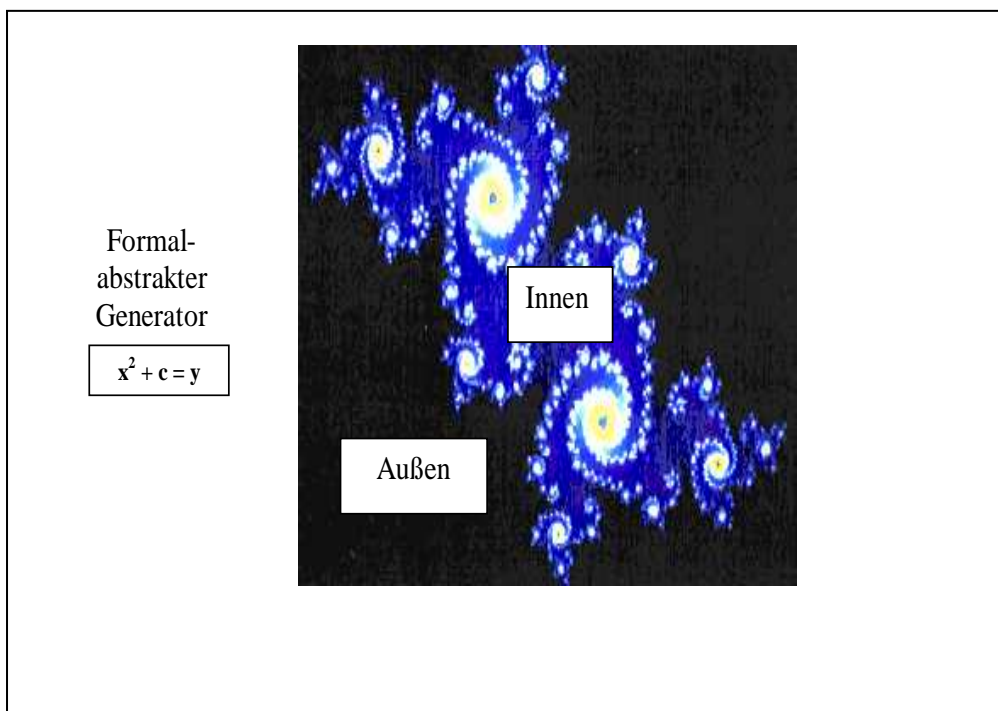 Formal-
abstrakter
Generator
x² + c = y
Innen
Außen